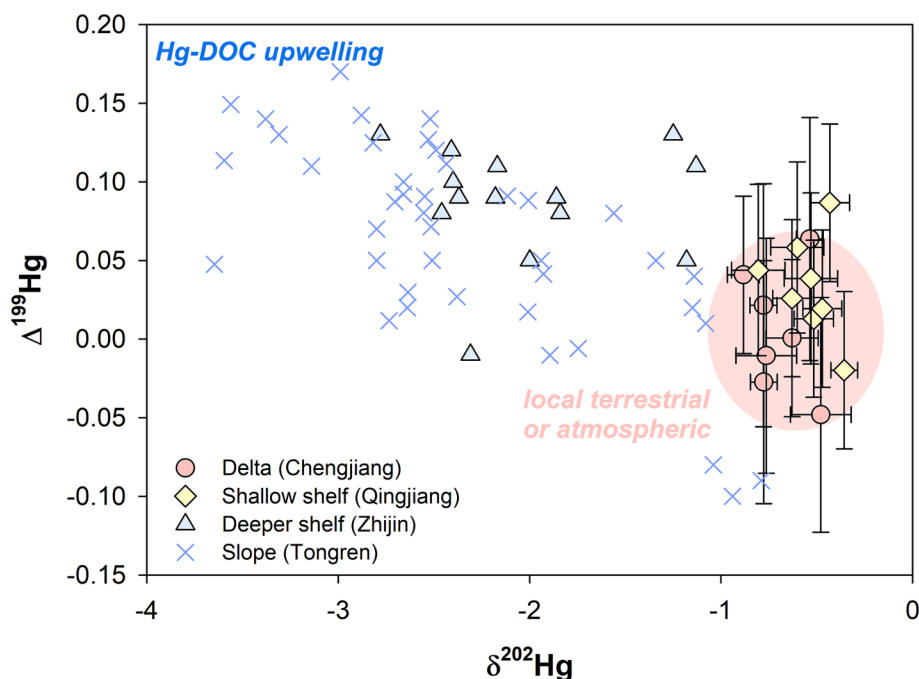 0.20
0.15
0.10
0.05
0.00
-0.05
-0.10
-0.15
Δ¹⁹⁹Hg
Hg-DOC upwelling
local terrestrial
or atmospheric
Delta (Chengjiang)
Shallow shelf (Qingjiang)
Deeper shelf (Zhijin)
Slope (Tongren)
-4 -3 -2 -1 0
δ²⁰²Hg